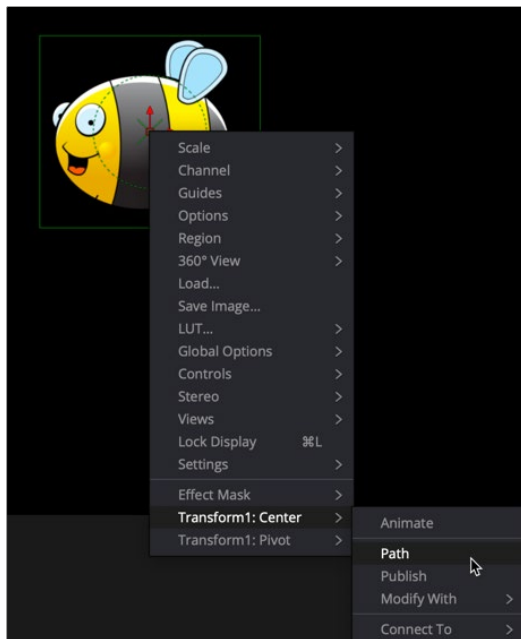 Scale
Channel
Guides
Options
Region
360° View
Load...
Save Image...
LUT...
Global Options
Controls
Stereo
Views
Lock Display ⌘L
Settings
Effect Mask
Transform1: Center
Transform1: Pivot
Animate
Path
Publish
Modify With
Connect To